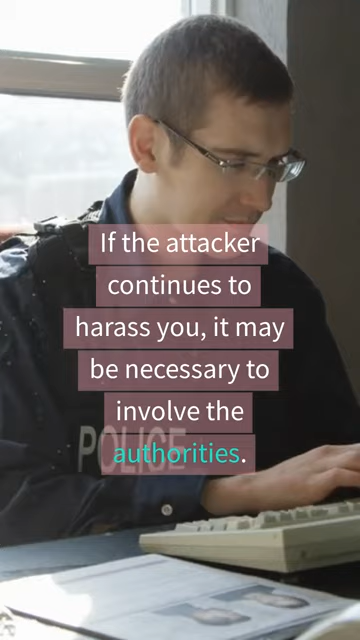 If the attacker
continues to
harass you, it may
be necessary to
involve the
authorities.
POLICE